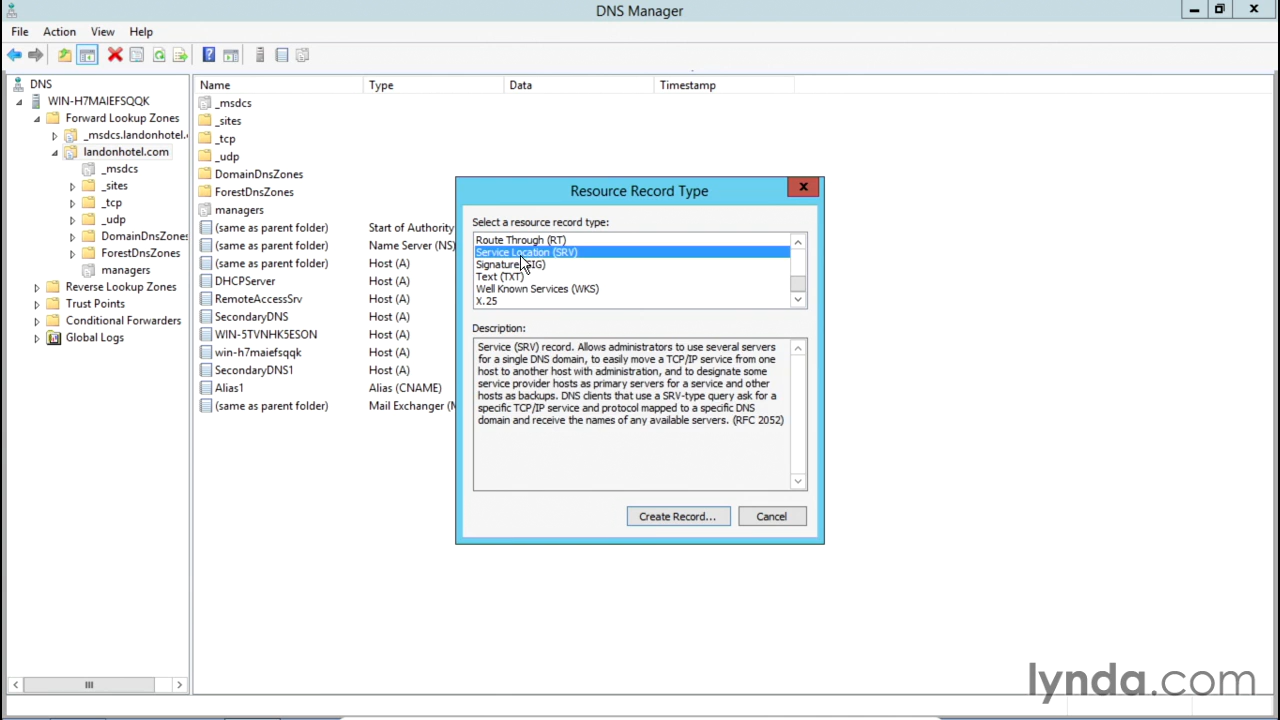 DNS Manager
File Action View Help
DNS
WIN-H7MAIEFSQQK
Forward Lookup Zones
_msdcs.landonhotel.
landonhotel.com
_msdcs
_sites
_tcp
_udp
DomainDnsZones
ForestDnsZones
managers
Reverse Lookup Zones
Trust Points
Conditional Forwarders
Global Logs
Name Type Data Timestamp
_msdcs
_sites
_tcp
_udp
DomainDnsZones
ForestDnsZones
managers
(same as parent folder) Start of Authority
(same as parent folder) Name Server (NS)
(same as parent folder) Host (A)
DHCPServer Host (A)
RemoteAccessSrv Host (A)
SecondaryDNS Host (A)
WIN-5TVNHK5ESON Host (A)
win-h7maiefsqqk Host (A)
SecondaryDNS1 Host (A)
Alias1 Alias (CNAME)
(same as parent folder) Mail Exchanger (M
Resource Record Type
Select a resource record type:
Route Through (RT)
Service Location (SRV)
Signature (SIG)
Text (TXT)
Well Known Services (WKS)
X.25
Description:
Service (SRV) record. Allows administrators to use several servers
for a single DNS domain, to easily move a TCP/IP service from one
host to another host with administration, and to designate some
service provider hosts as primary servers for a service and other
hosts as backups. DNS clients that use a SRV-type query ask for a
specific TCP/IP service and protocol mapped to a specific DNS
domain and receive the names of any available servers. (RFC 2052)
Create Record... Cancel
lynda.com